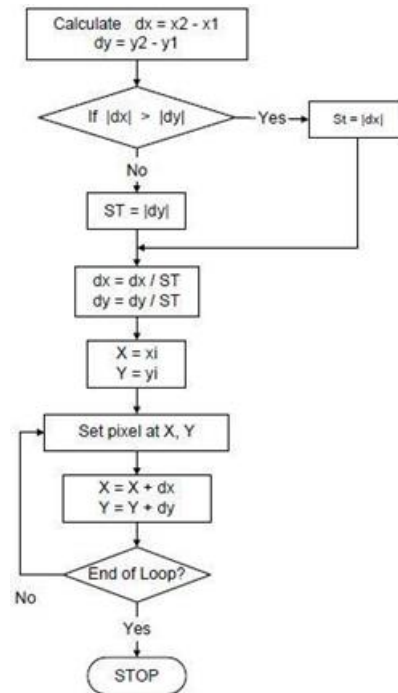 Calculate dx = x2 - x1
dy = y2 - y1
If |dx| > |dy|
Yes
St = |dx|
No
ST = |dy|
dx = dx / ST
dy = dy / ST
X = xi
Y = yi
Set pixel at X, Y
X = X + dx
Y = Y + dy
End of Loop?
No
Yes
STOP